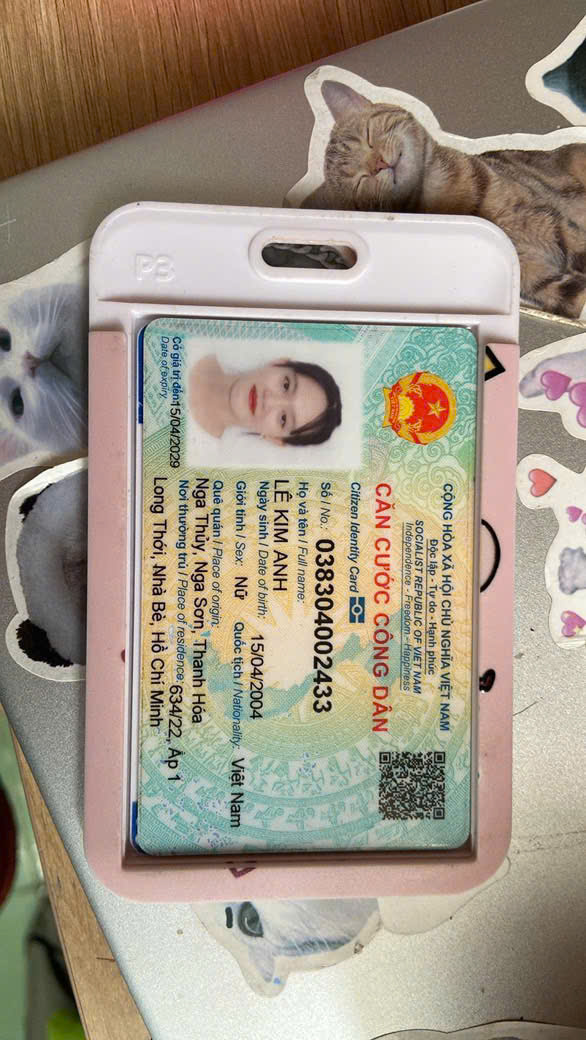 P3
CỘNG HÒA XÃ HỘI CHỦ NGHĨA VIỆT NAM
Độc lập - Tự do - Hạnh phúc
SOCIALIST REPUBLIC OF VIET NAM
Independence - Freedom - Happiness
CĂN CƯỚC CÔNG DÂN
Citizen Identity Card
Số / No.: 038304002433
Họ và tên / Full name:
LÊ KIM ANH
Ngày sinh / Date of birth: 15/04/2004
Giới tính / Sex: Nữ Quốc tịch / Nationality: Việt Nam
Quê quán / Place of origin:
Nga Thủy, Nga Sơn, Thanh Hóa
Nơi thường trú / Place of residence: 634/22, Ấp 1
Long Thới, Nhà Bè, Hồ Chí Minh
Có giá trị đến 15/04/2029
Date of expiry